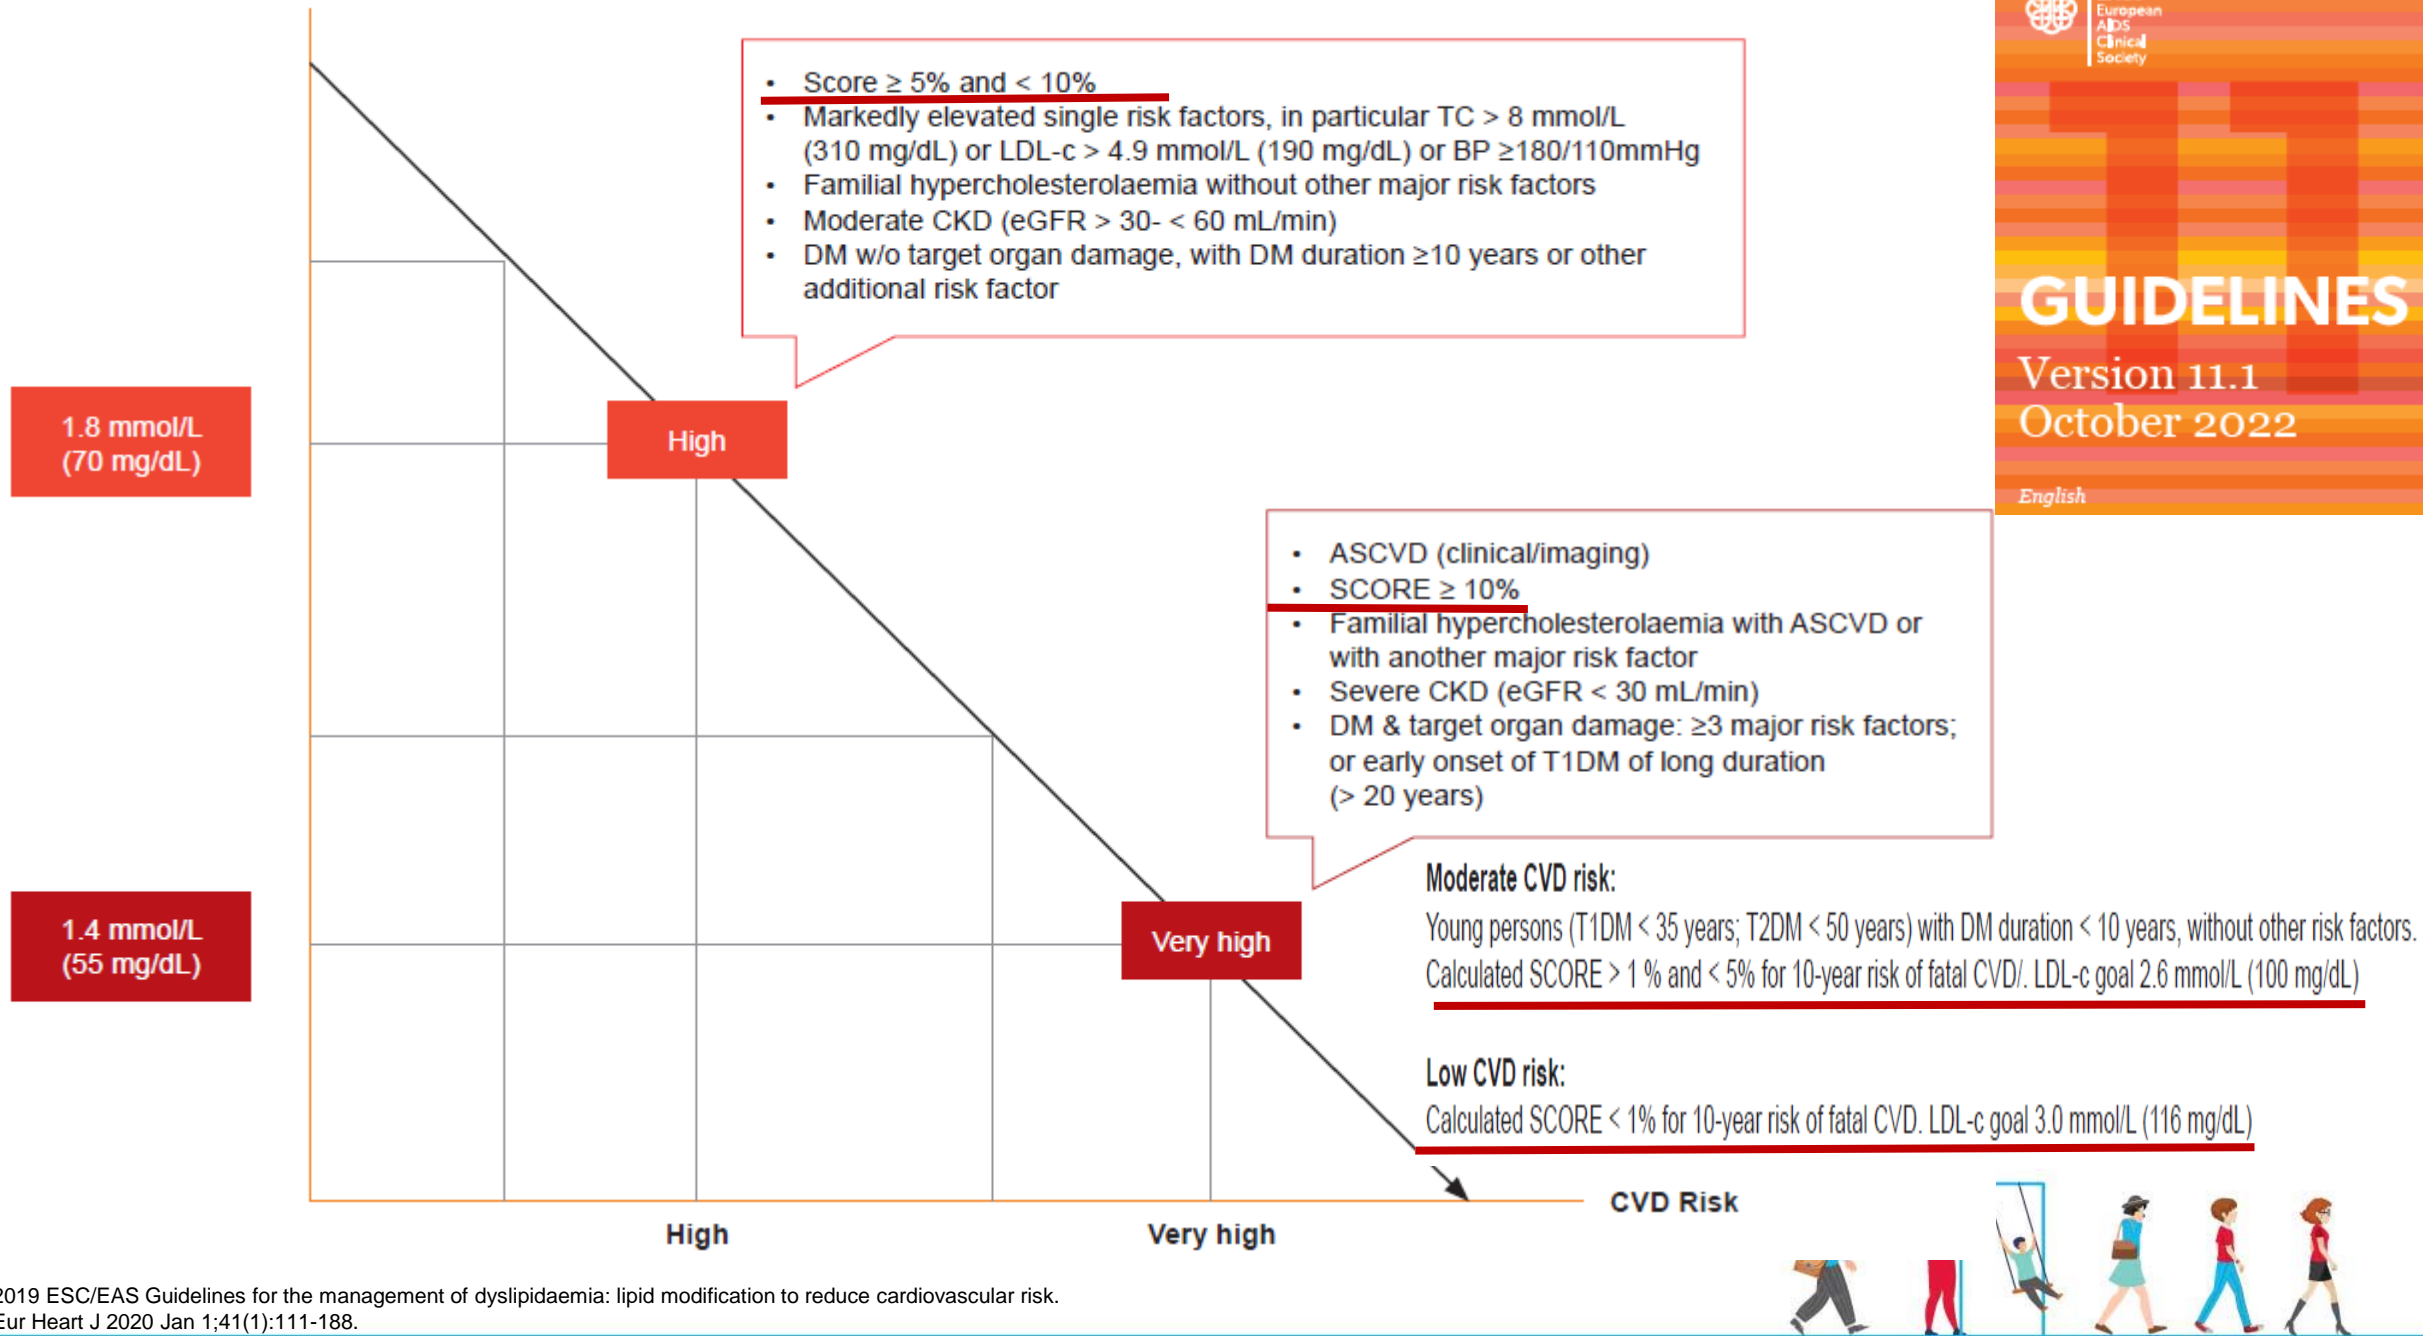 European
AIDS
Clinical
Society
GUIDELINES
Version 11.1
October 2022
English
• Score ≥ 5% and < 10%
• Markedly elevated single risk factors, in particular TC > 8 mmol/L
(310 mg/dL) or LDL-c > 4.9 mmol/L (190 mg/dL) or BP ≥180/110mmHg
• Familial hypercholesterolaemia without other major risk factors
• Moderate CKD (eGFR > 30- < 60 mL/min)
• DM w/o target organ damage, with DM duration ≥10 years or other
additional risk factor
1.8 mmol/L
(70 mg/dL)
High
• ASCVD (clinical/imaging)
• SCORE ≥ 10%
• Familial hypercholesterolaemia with ASCVD or
with another major risk factor
• Severe CKD (eGFR < 30 mL/min)
• DM & target organ damage: ≥3 major risk factors;
or early onset of T1DM of long duration
(> 20 years)
1.4 mmol/L
(55 mg/dL)
Very high
Moderate CVD risk:
Young persons (T1DM < 35 years; T2DM < 50 years) with DM duration < 10 years, without other risk factors.
Calculated SCORE > 1 % and < 5% for 10-year risk of fatal CVD/. LDL-c goal 2.6 mmol/L (100 mg/dL)
Low CVD risk:
Calculated SCORE < 1% for 10-year risk of fatal CVD. LDL-c goal 3.0 mmol/L (116 mg/dL)
CVD Risk
High
Very high
2019 ESC/EAS Guidelines for the management of dyslipidaemia: lipid modification to reduce cardiovascular risk.
Eur Heart J 2020 Jan 1;41(1):111-188.